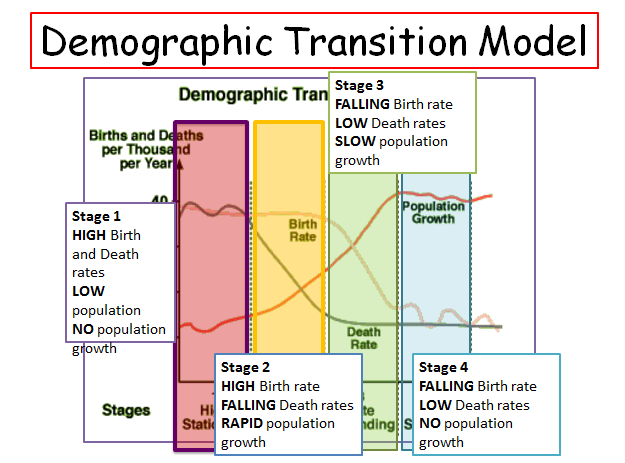 Demographic Transition Model
Demographic Tran
Births and Deaths
per Thousand
per Year
40
Stage 3
FALLING Birth rate
LOW Death rates
SLOW population
growth
Stage 1
HIGH Birth
and Death
rates
LOW
population
NO population
growth
Birth
Rate
Population
Growth
Death
Rate
Stages
Stage 2
HIGH Birth rate
FALLING Death rates
RAPID population
growth
Stage 4
FALLING Birth rate
LOW Death rates
NO population
growth